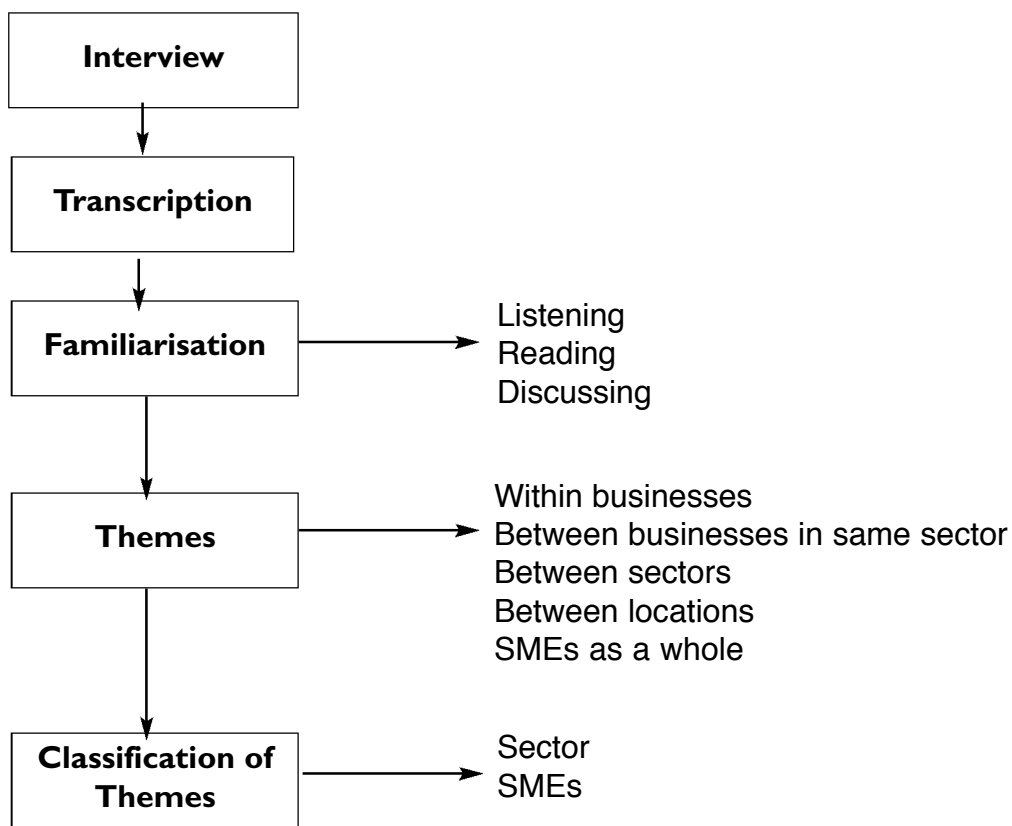 Interview
Transcription
Familiarisation
Listening
Reading
Discussing
Themes
Within businesses
Between businesses in same sector
Between sectors
Between locations
SMEs as a whole
Classification of
Themes
Sector
SMEs